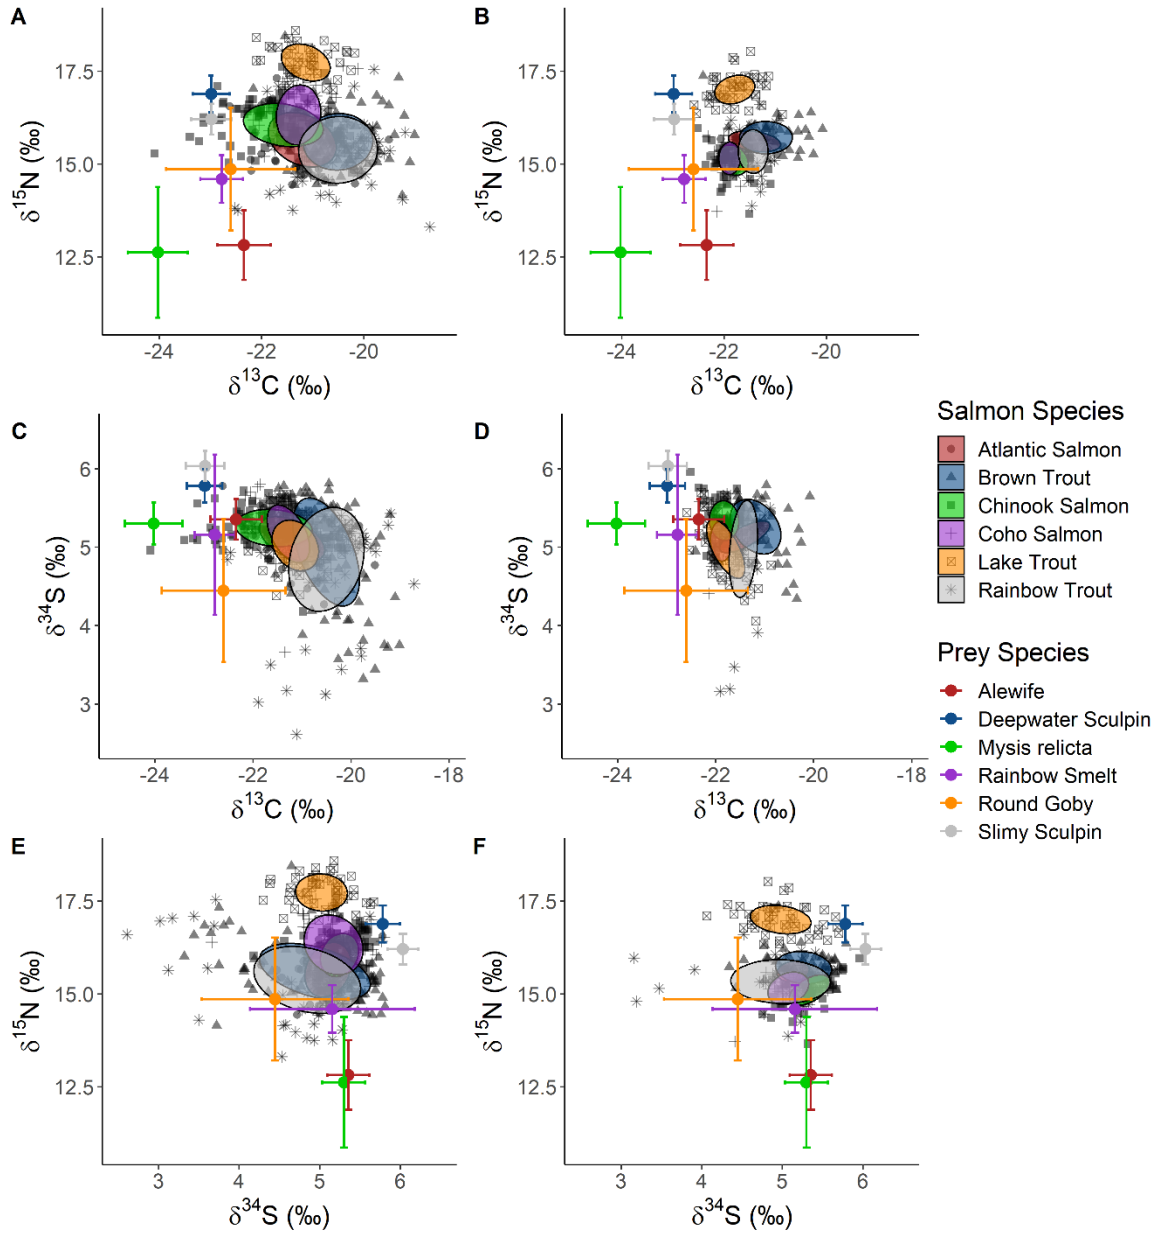 A
17.5
15.0
12.5
δ15N (‰)
-24
-22
-20
δ13C (‰)
B
17.5
15.0
12.5
δ15N (‰)
-24
-22
-20
δ13C (‰)
C
6
5
4
3
δ34S (‰)
-24
-22
-20
-18
δ13C (‰)
D
6
5
4
3
δ34S (‰)
-24
-22
-20
-18
δ13C (‰)
Salmon Species
Atlantic Salmon
Brown Trout
Chinook Salmon
Coho Salmon
Lake Trout
Rainbow Trout
Prey Species
Alewife
Deepwater Sculpin
Mysis relicta
Rainbow Smelt
Round Goby
Slimy Sculpin
E
17.5
15.0
12.5
δ15N (‰)
3
4
5
6
δ34S (‰)
F
17.5
15.0
12.5
δ15N (‰)
3
4
5
6
δ34S (‰)